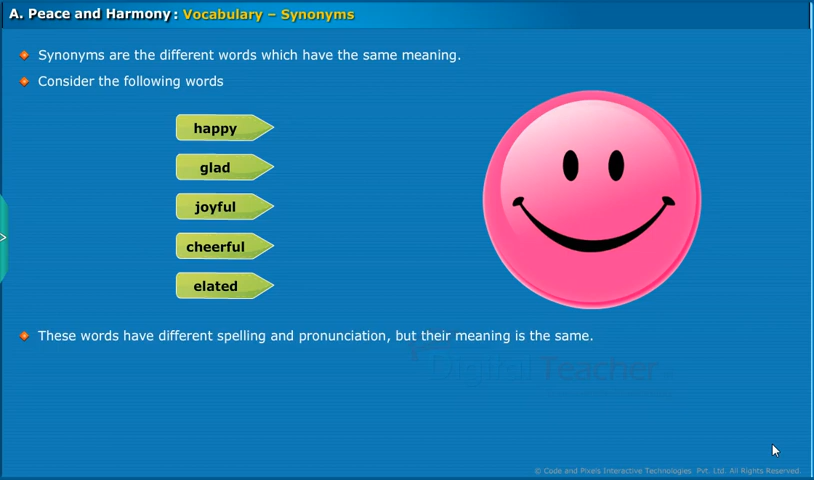 A. Peace and Harmony : Vocabulary – Synonyms
Synonyms are the different words which have the same meaning.
Consider the following words
happy
glad
joyful
cheerful
elated
These words have different spelling and pronunciation, but their meaning is the same.
Digital Teacher
© Code and Pixels Interactive Technologies Pvt. Ltd. All Rights Reserved.